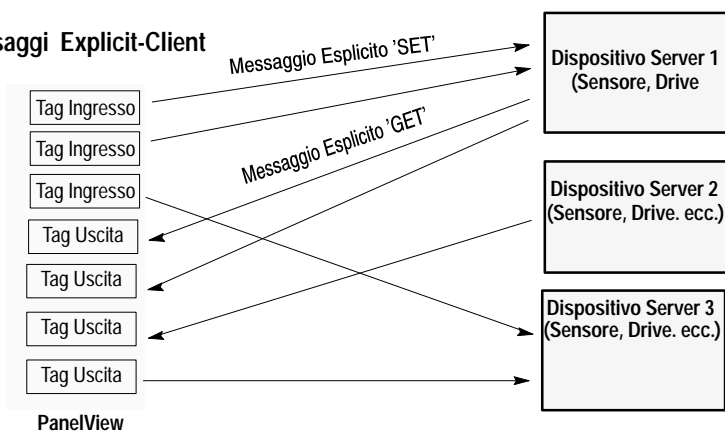 saggi Explicit-Client
Messaggio Esplicito 'SET'
Messaggio Esplicito 'GET'
Tag Ingresso
Tag Ingresso
Tag Ingresso
Tag Uscita
Tag Uscita
Tag Uscita
Tag Uscita
PanelView
Dispositivo Server 1
(Sensore, Drive
Dispositivo Server 2
(Sensore, Drive. ecc.)
Dispositivo Server 3
(Sensore, Drive. ecc.)